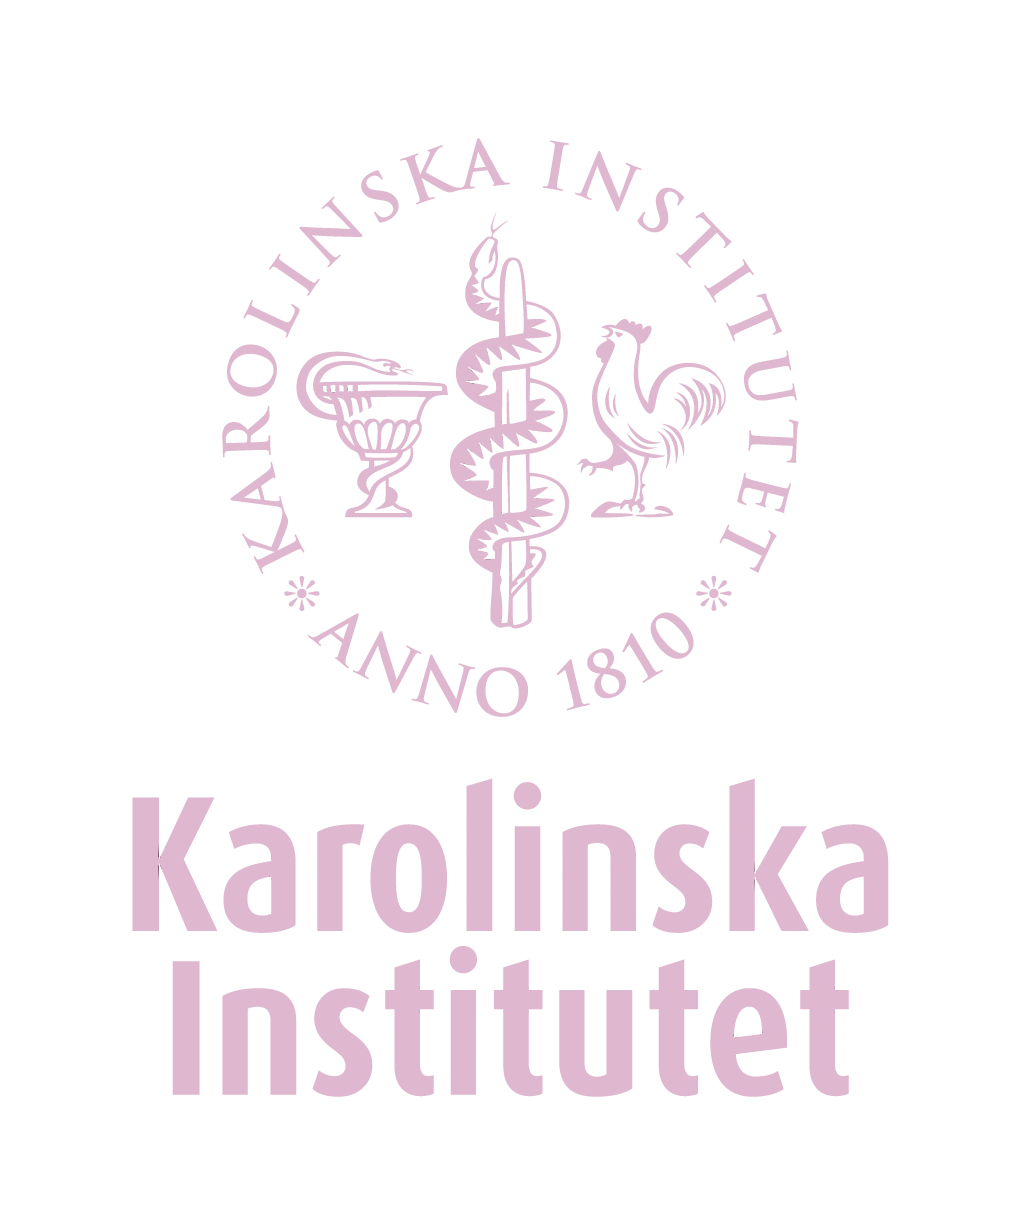 KAROLINSKA INSTITUTET
* ANNO 1810 *
Karolinska
Institutet